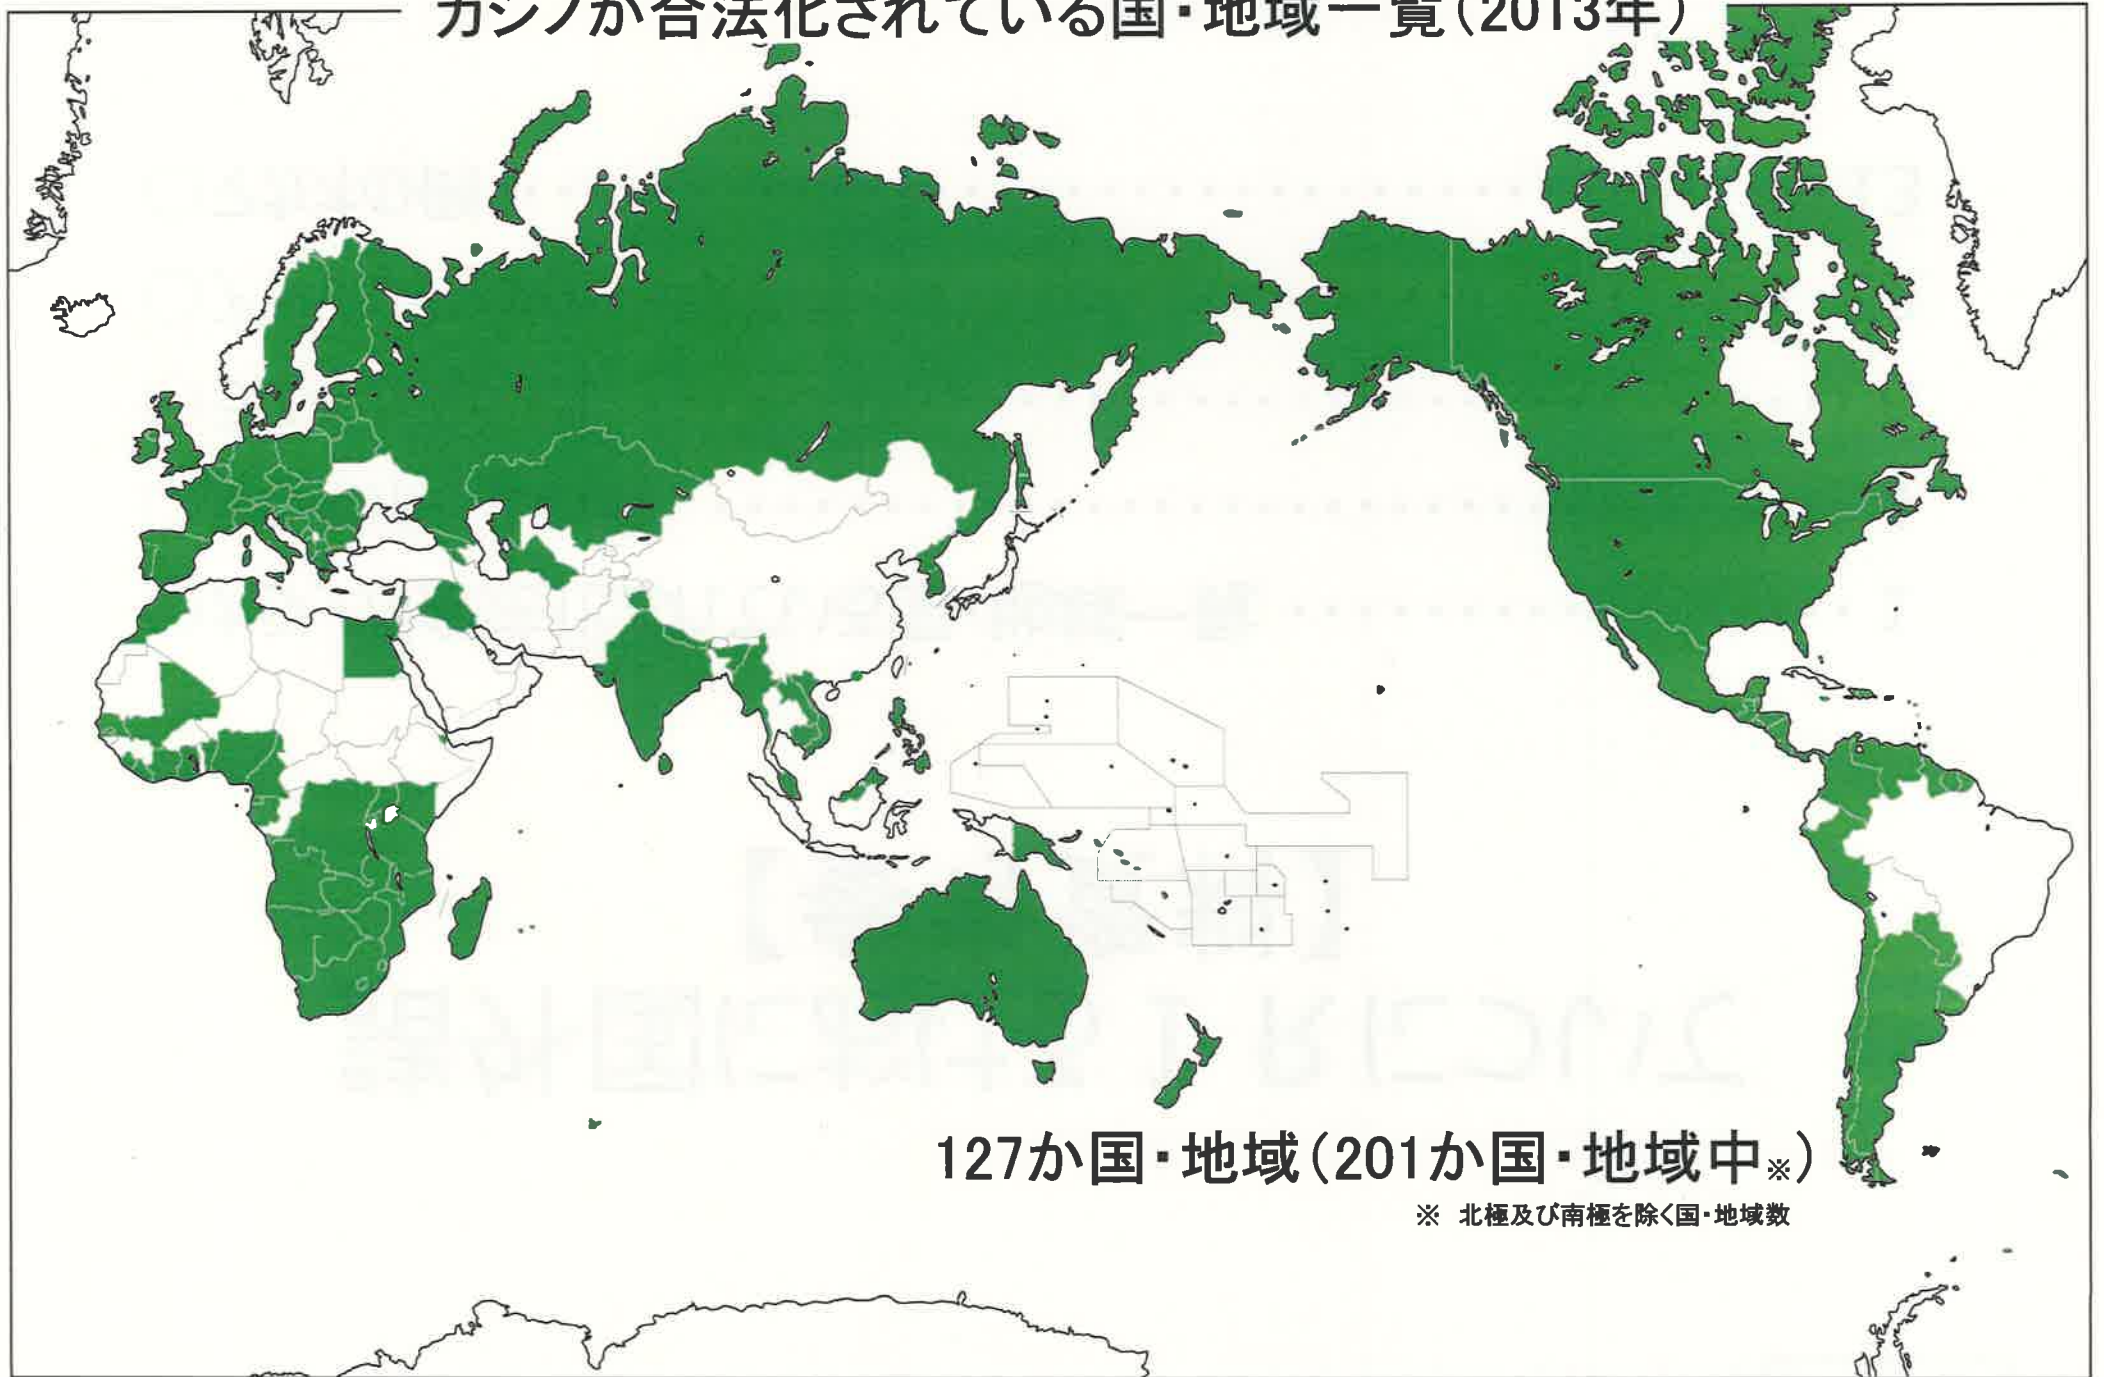 カジノが合法化されている国・地域一覧(2013年)
127か国・地域(201か国・地域中※)
※ 北極及び南極を除く国・地域数